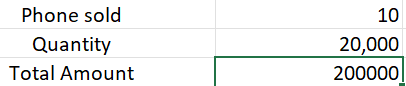 Phone sold 10
Quantity 20,000
Total Amount 200000